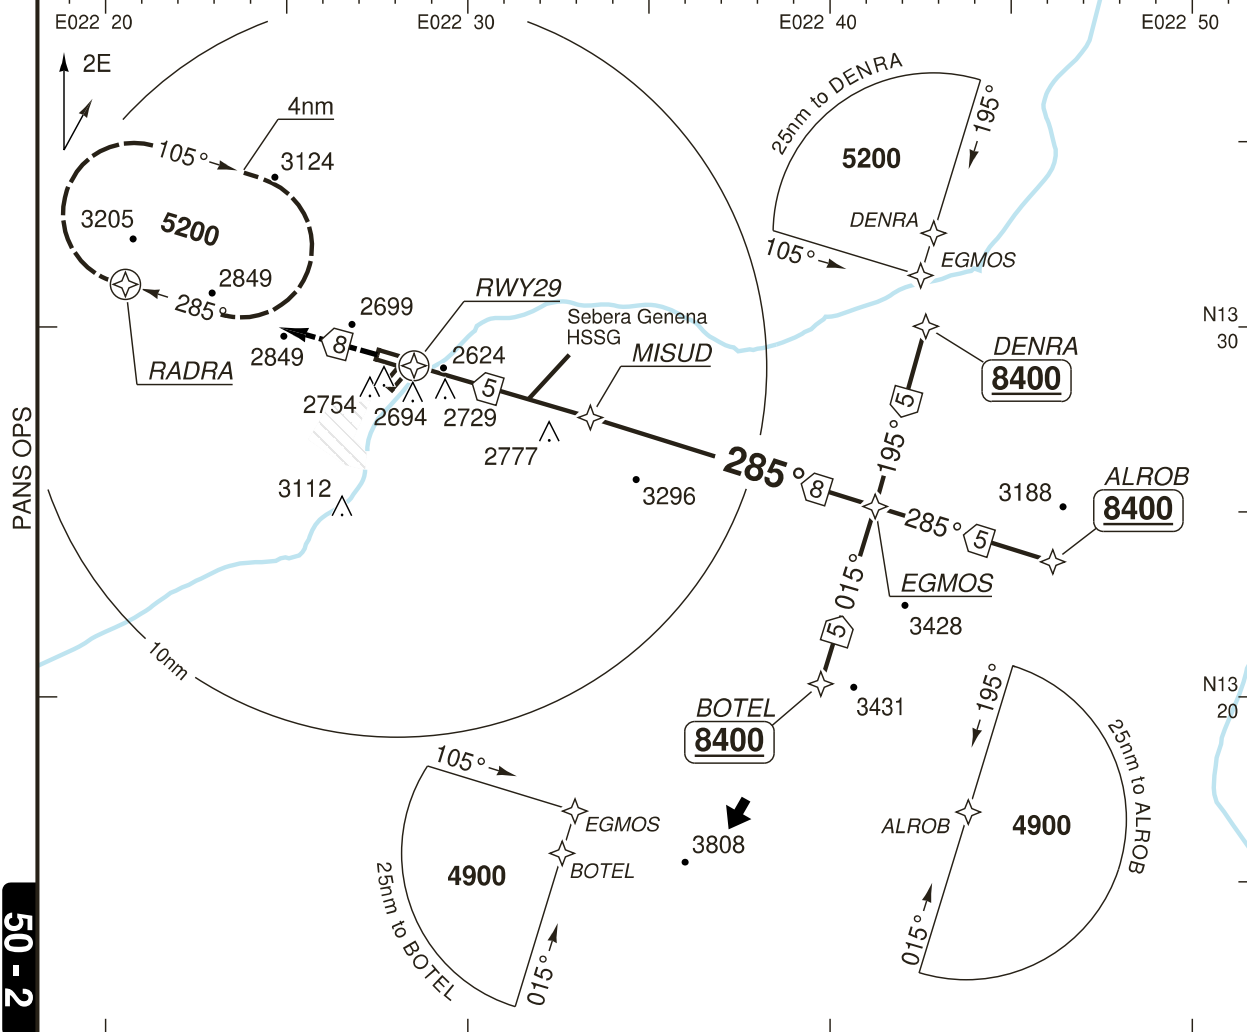 E022 20
E022 30
E022 40
E022 50
2E
4nm
105°
3124
3205
5200
2849
285°
RADRA
2849
8
2699
RWY29
2624
5
2754
2694
2729
2777
Sebera Genena
HSSG
MISUD
3112
3296
285°
8
10nm
25nm to DENRA
195°
5200
DENRA
EGMOS
105°
N13
30
DENRA
8400
5
195°
3188
ALROB
8400
285°
5
EGMOS
015°
5
3428
3431
BOTEL
8400
N13
20
3808
105°
EGMOS
BOTEL
4900
25nm to BOTEL
015°
195°
25nm to ALROB
ALROB
4900
015°
PANS OPS
50 - 2